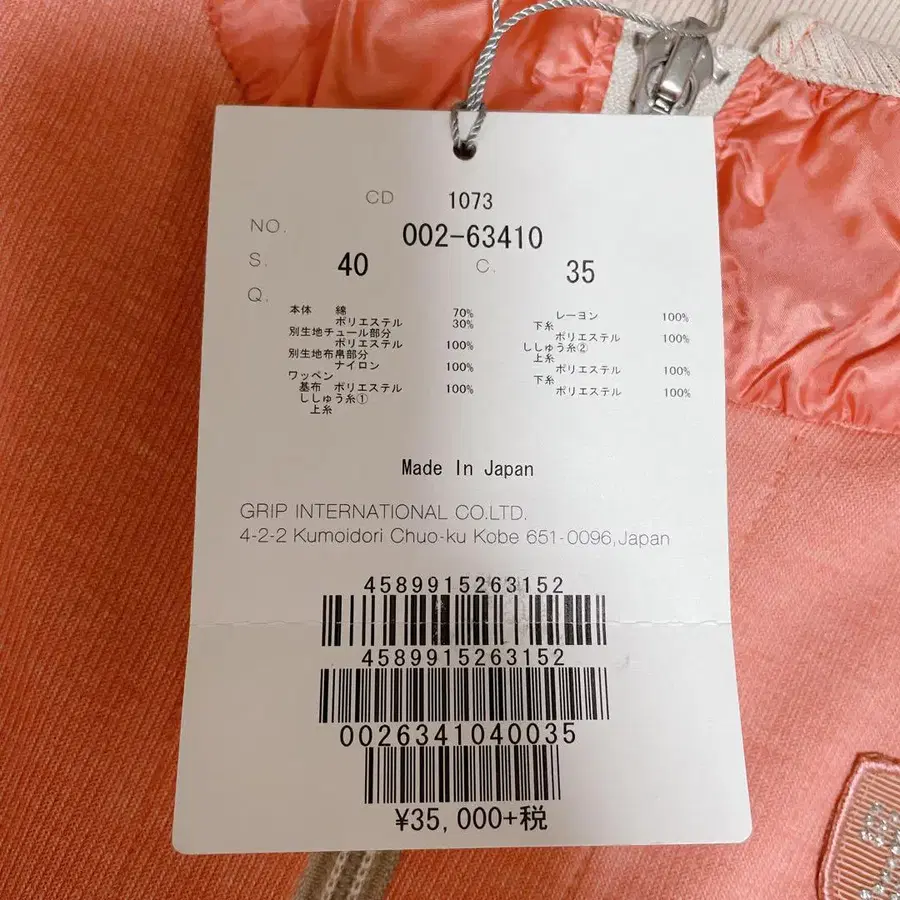 CD 1073
NO. 002-63410
S. 40 C. 35
Q.
本体 綿 70%
ポリエステル 30%
別生地チュール部分
ポリエステル 100%
別生地布帛部分
ナイロン 100%
ワッペン
基布 ポリエステル 100%
ししゅう糸①
上糸
レーヨン 100%
下糸
ポリエステル 100%
ししゅう糸②
上糸
ポリエステル 100%
下糸
ポリエステル 100%
Made In Japan
GRIP INTERNATIONAL CO.LTD.
4-2-2 Kumoidori Chuo-ku Kobe 651-0096,Japan
4589915263152
4589915263152
0026341040035
¥35,000+税